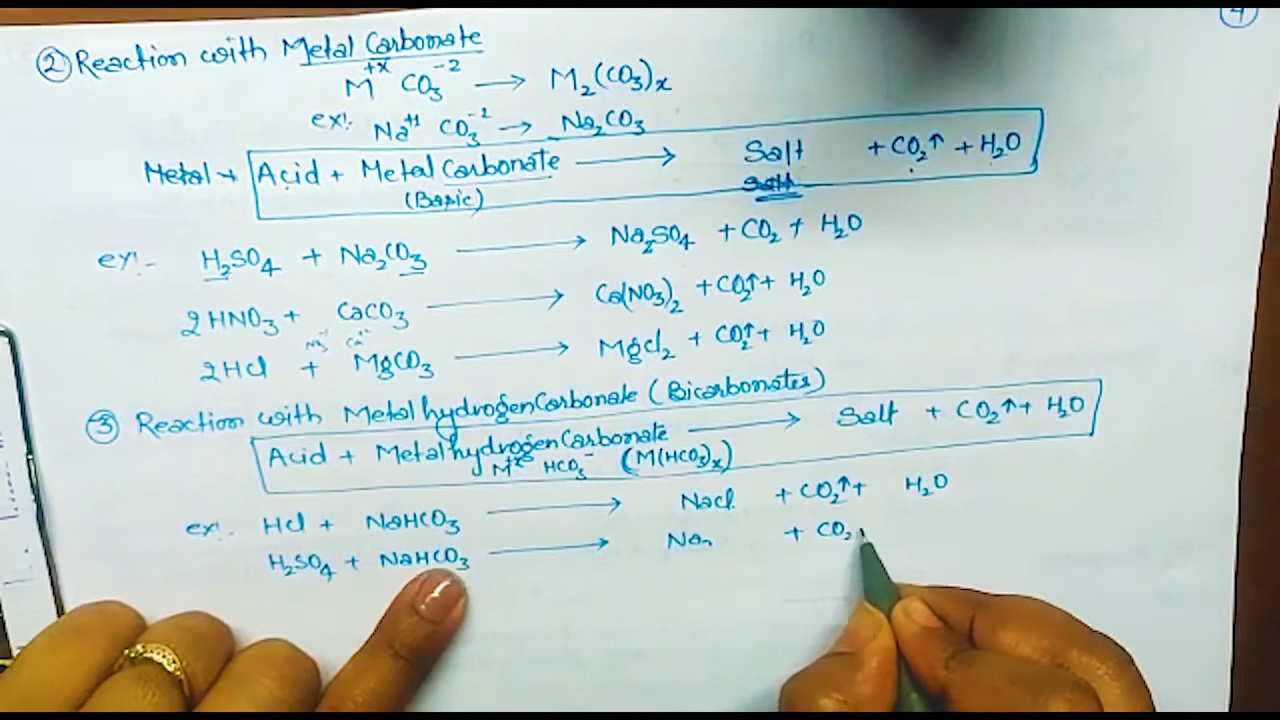 4
② Reaction with Metal Carbonate
M⁺ˣ CO₃⁻² → M₂(CO₃)ₓ
ex: Na⁺¹ CO₃⁻² → Na₂CO₃
Metal + Acid + Metal Carbonate → Salt + CO₂↑ + H₂O
(Basic) Salt
ex:- H₂SO₄ + Na₂CO₃ → Na₂SO₄ + CO₂ + H₂O
2HNO₃ + CaCO₃ → Ca(NO₃)₂ + CO₂↑ + H₂O
2HCl + MgCO₃ → MgCl₂ + CO₂↑ + H₂O
③ Reaction with Metal hydrogen Carbonate (Bicarbonates)
Acid + Metal hydrogen Carbonate → Salt + CO₂↑ + H₂O
M⁺ˣ HCO₃⁻ (M(HCO₃)ₓ)
ex:- HCl + NaHCO₃ → NaCl + CO₂↑ + H₂O
H₂SO₄ + NaHCO₃ → Na + CO₂